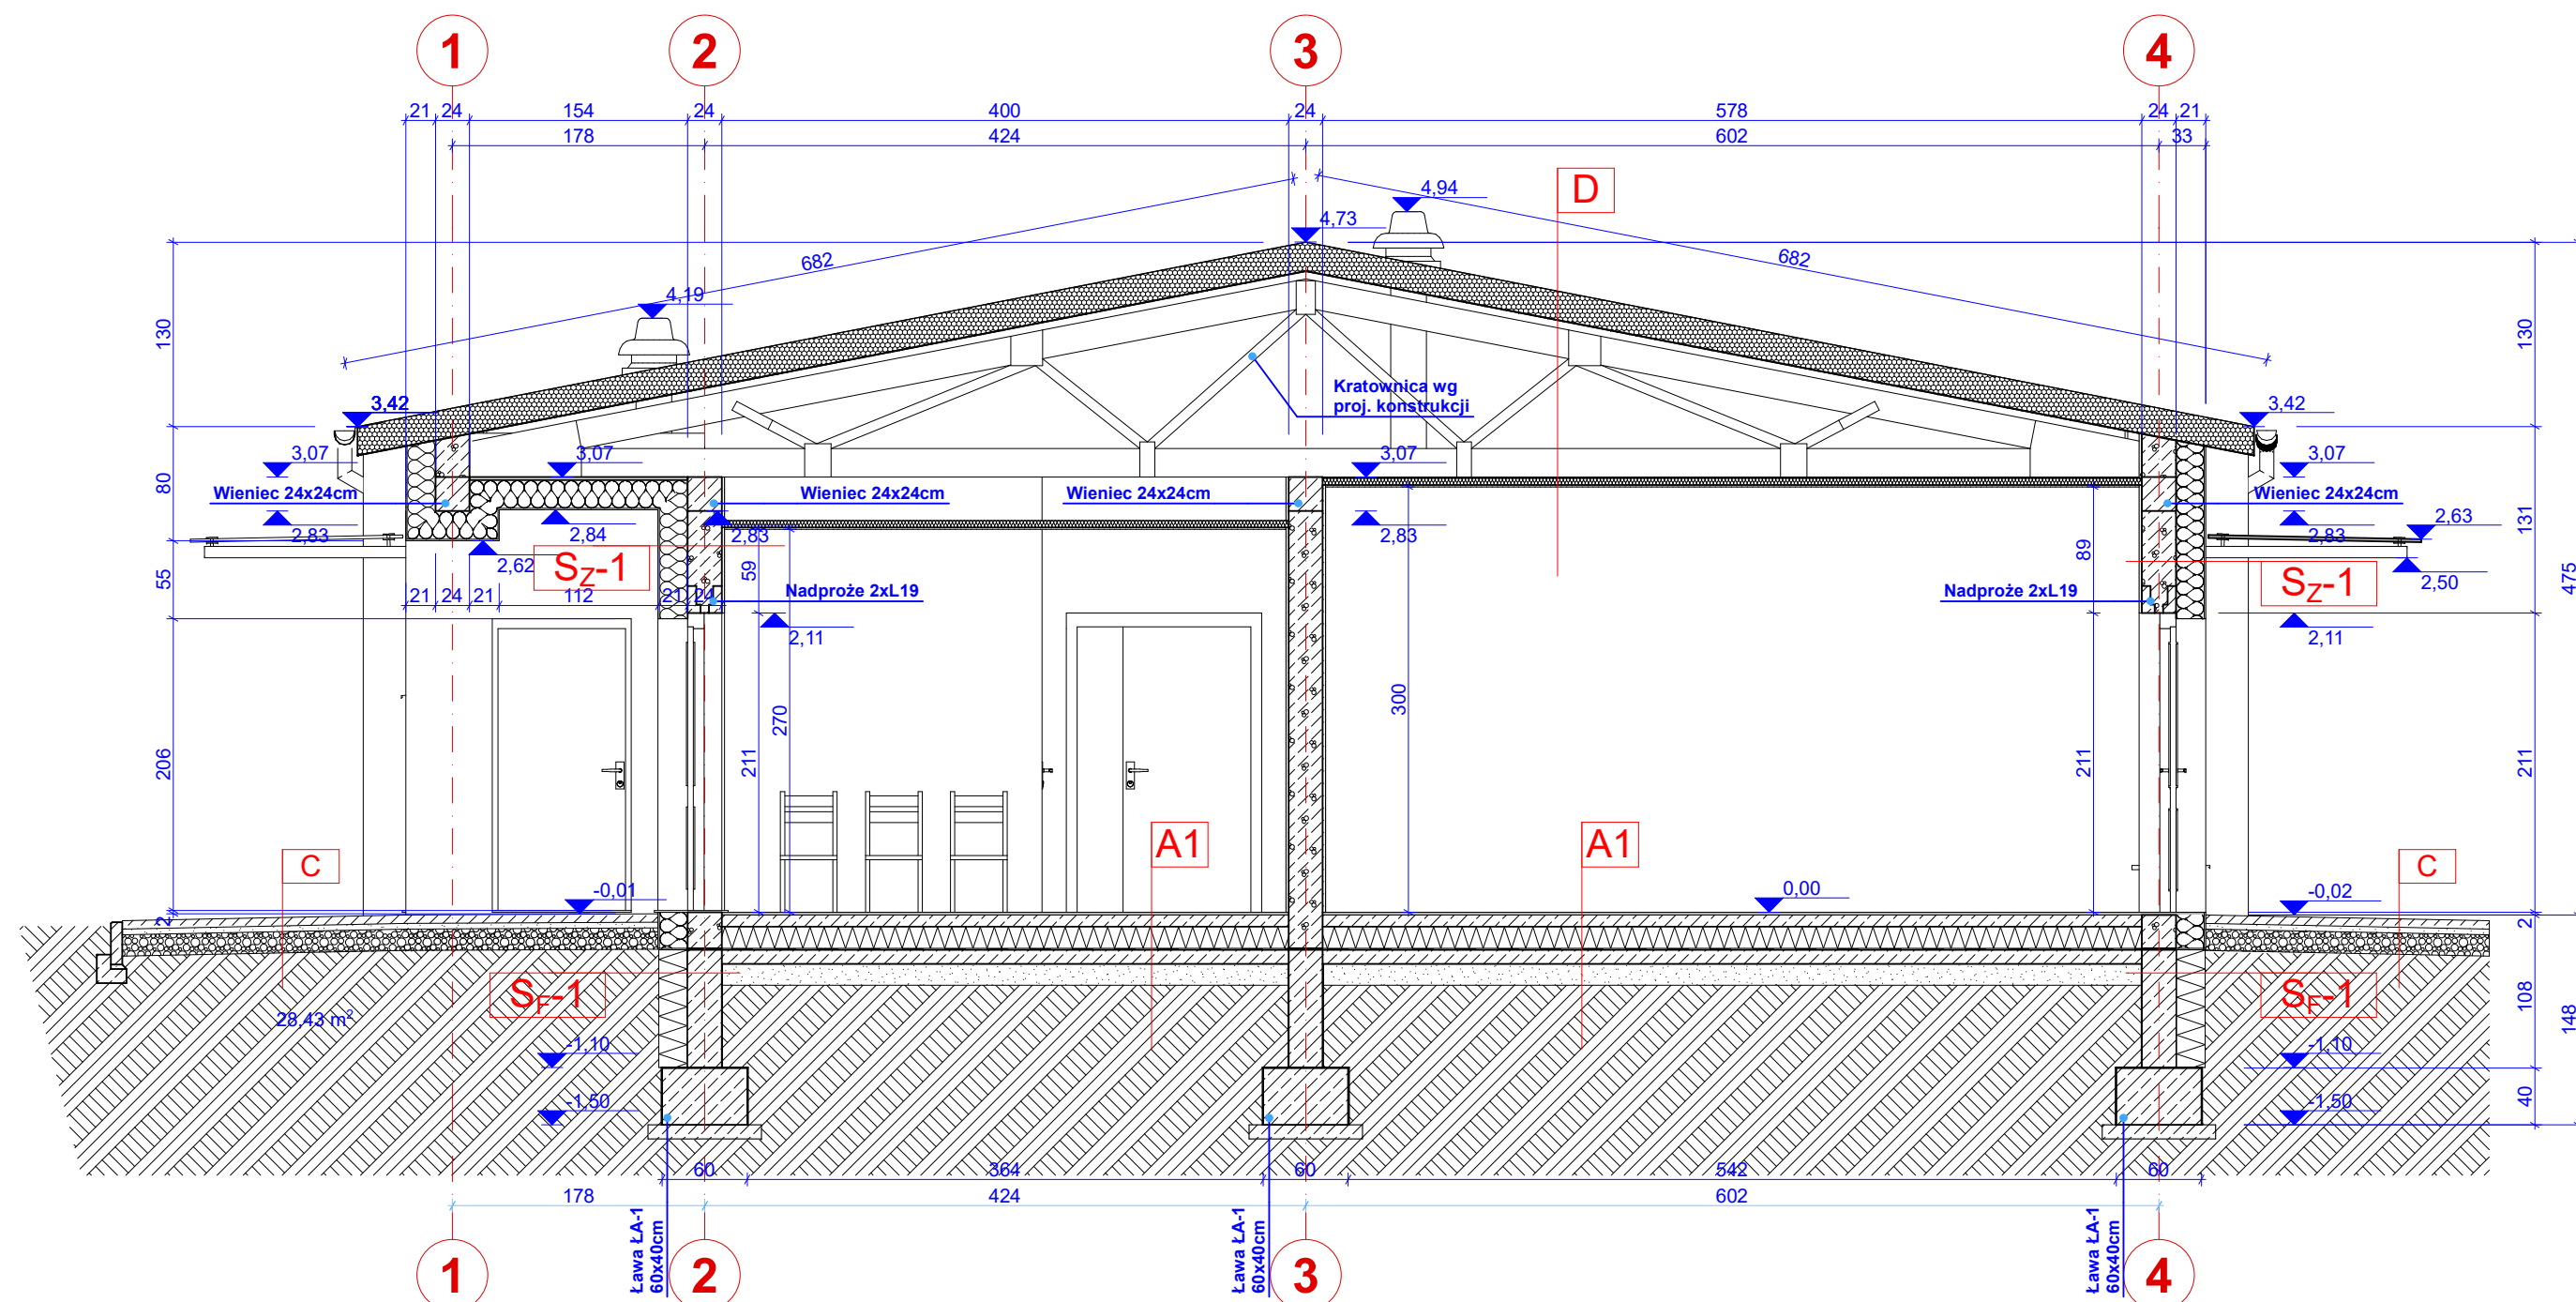 1 2 3 4
21 24 154 24 400 24 578 24 21
178 424 602 33
D
4,94
4,73
682 682
4,19
130 130
Kratownica wg
proj. konstrukcji
3,42 3,42
3,07 3,07 3,07 3,07
80
Wieniec 24x24cm Wieniec 24x24cm Wieniec 24x24cm Wieniec 24x24cm
2,63
131
2,83 2,84 2,83 2,83 2,83
89
2,62 SZ-1 59 SZ-1 2,50
55 475
21 24 21 112 21 24
Nadproże 2xL19 Nadproże 2xL19
2,11 2,11
300
270
206 211 211 211
A1 A1
C C
-0,01 0,00 -0,02
2 2
SF-1 SF-1
28,43 m²
108
148
-1,10 -1,10
-1,50 -1,50
40
60 364 60 542 60
178 424 602
Ława ŁA-1
60x40cm
Ława ŁA-1
60x40cm
Ława ŁA-1
60x40cm
1 2 3 4